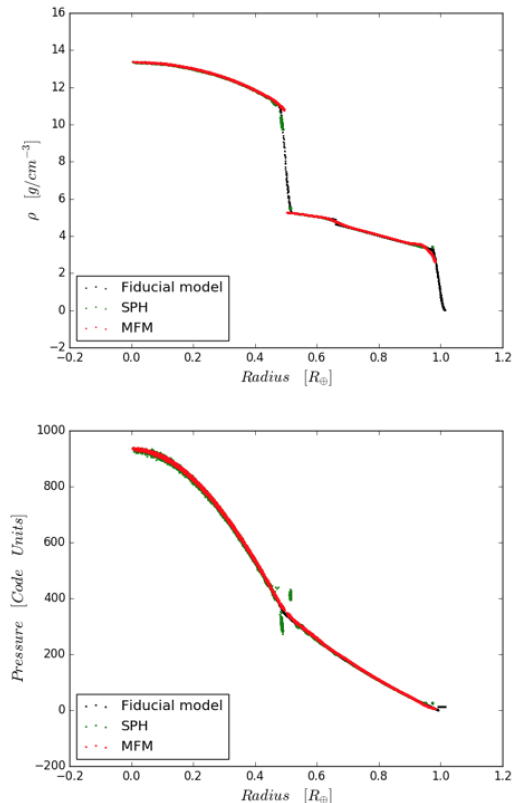 16
14
12
10
8
6
4
2
0
−2
ρ [g/cm⁻³]
Fiducial model
SPH
MFM
−0.2 0.0 0.2 0.4 0.6 0.8 1.0 1.2
Radius [R⊕]
1000
800
600
400
200
0
−200
Pressure [Code Units]
Fiducial model
SPH
MFM
−0.2 0.0 0.2 0.4 0.6 0.8 1.0 1.2
Radius [R⊕]